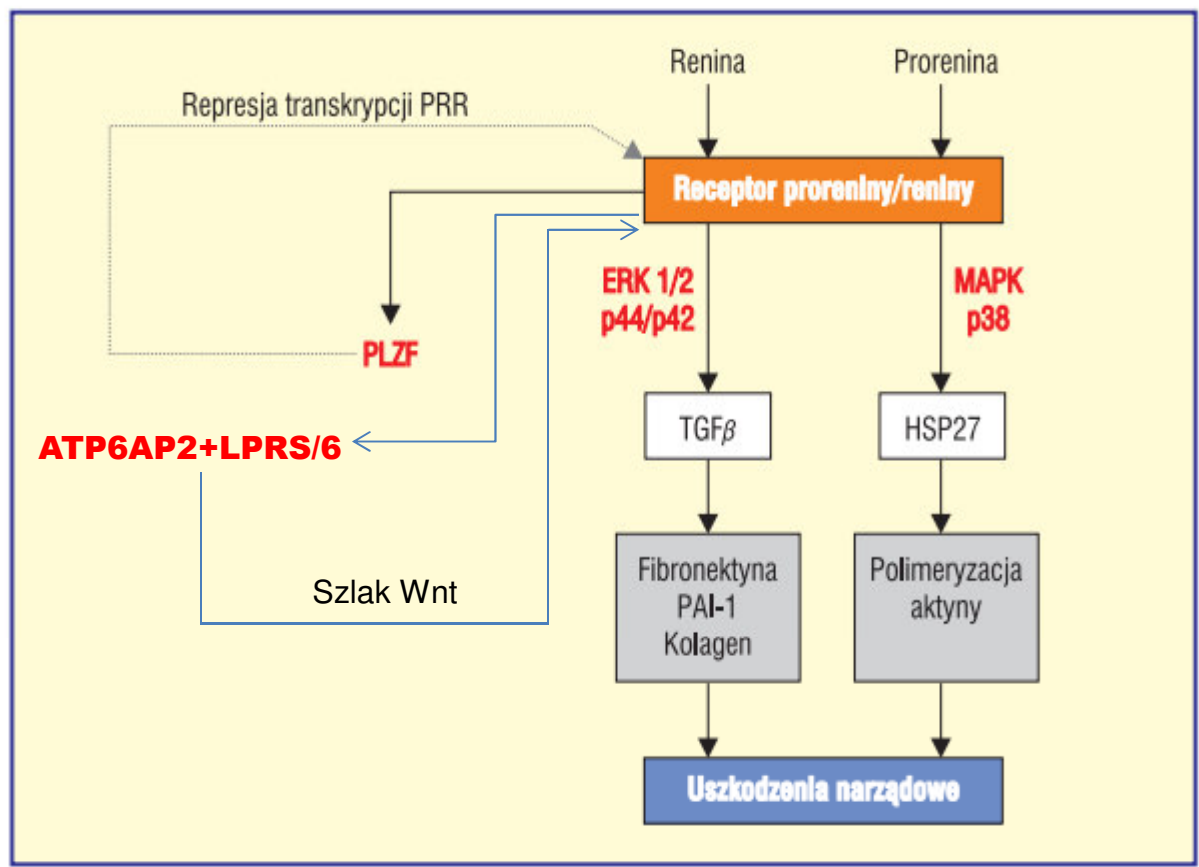 Renina
Prorenina
Represja transkrypcji PRR
Receptor proreniny/reniny
ERK 1/2
p44/p42
MAPK
p38
PLZF
ATP6AP2+LPRS/6
TGFβ
HSP27
Szlak Wnt
Fibronektyna
PAI-1
Kolagen
Polimeryzacja
aktyny
Uszkodzenia narządowe